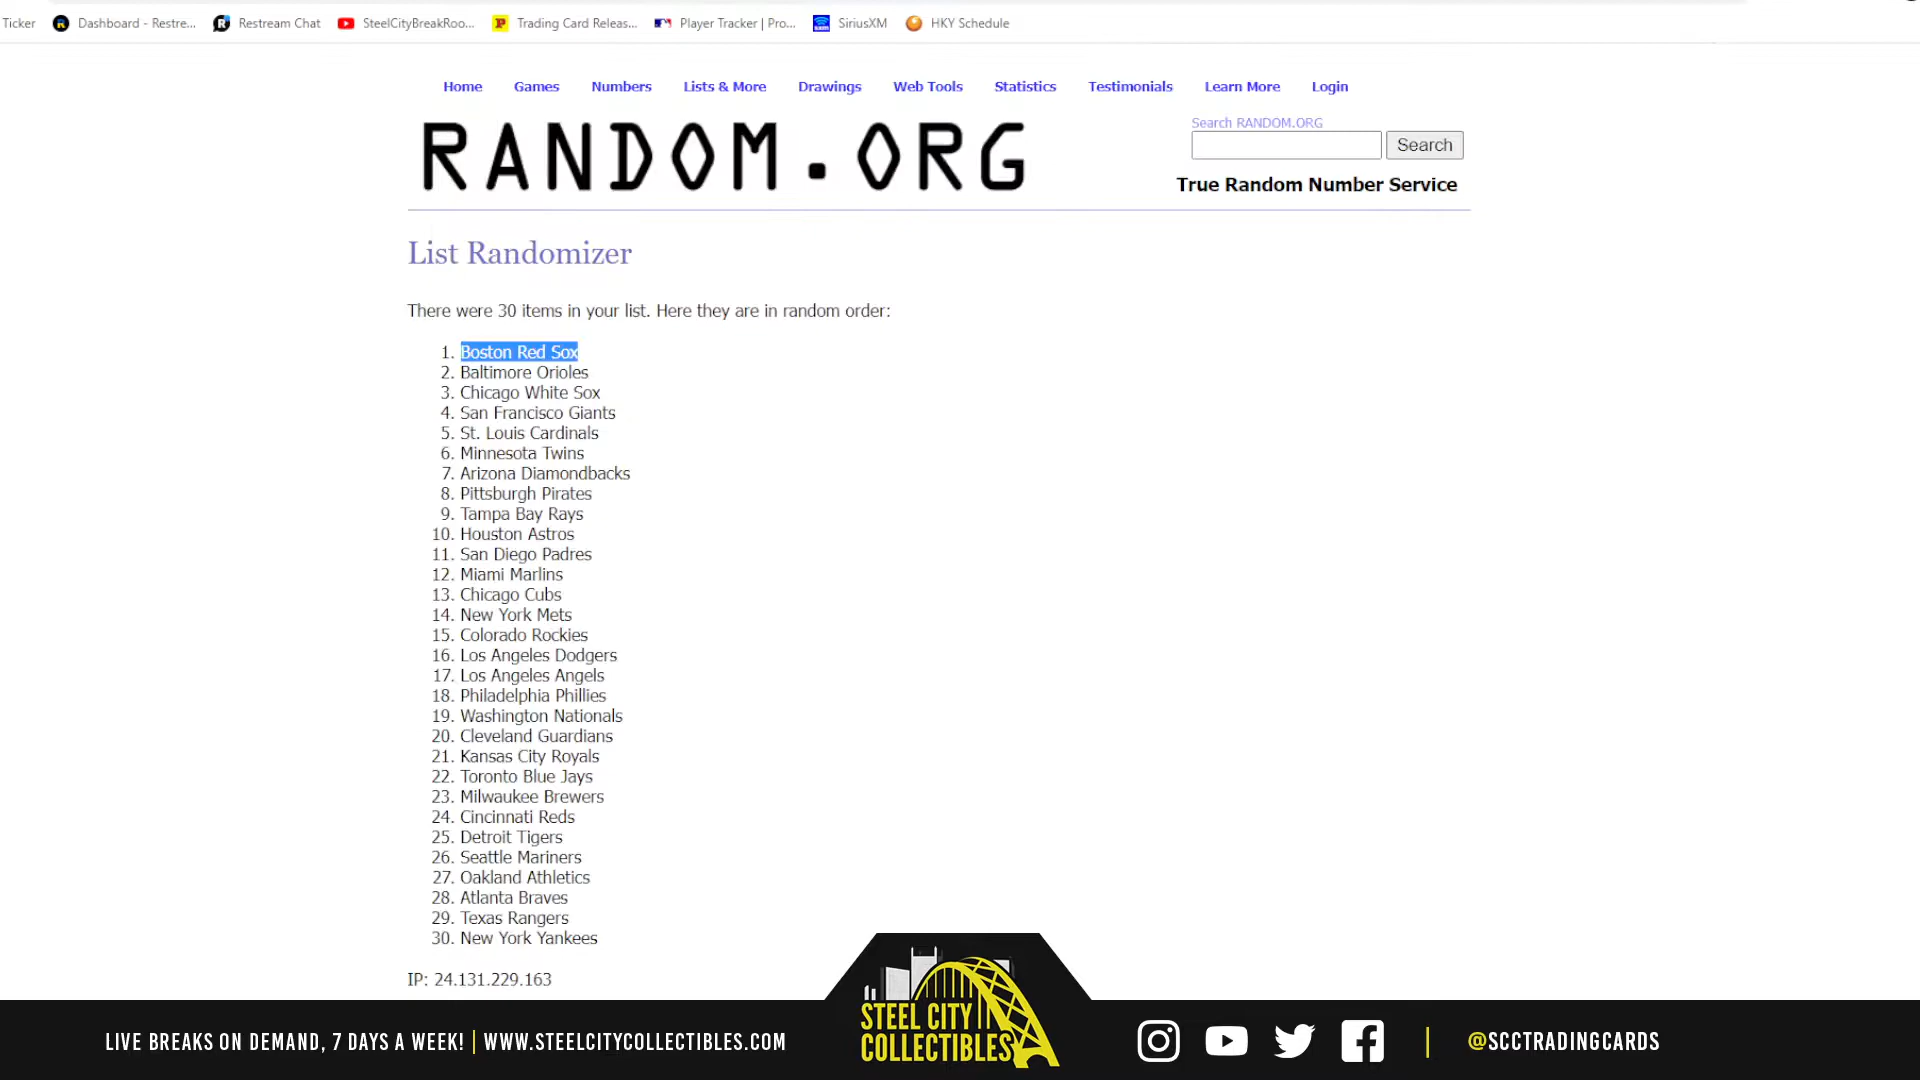 Ticker Dashboard - Restre... Restream Chat SteelCityBreakRoo... Trading Card Releas... Player Tracker | Pro... SiriusXM HKY Schedule
Home Games Numbers Lists & More Drawings Web Tools Statistics Testimonials Learn More Login
RANDOM.ORG
Search RANDOM.ORG
Search
True Random Number Service
List Randomizer
There were 30 items in your list. Here they are in random order:
1. Boston Red Sox
2. Baltimore Orioles
3. Chicago White Sox
4. San Francisco Giants
5. St. Louis Cardinals
6. Minnesota Twins
7. Arizona Diamondbacks
8. Pittsburgh Pirates
9. Tampa Bay Rays
10. Houston Astros
11. San Diego Padres
12. Miami Marlins
13. Chicago Cubs
14. New York Mets
15. Colorado Rockies
16. Los Angeles Dodgers
17. Los Angeles Angels
18. Philadelphia Phillies
19. Washington Nationals
20. Cleveland Guardians
21. Kansas City Royals
22. Toronto Blue Jays
23. Milwaukee Brewers
24. Cincinnati Reds
25. Detroit Tigers
26. Seattle Mariners
27. Oakland Athletics
28. Atlanta Braves
29. Texas Rangers
30. New York Yankees
IP: 24.131.229.163
LIVE BREAKS ON DEMAND, 7 DAYS A WEEK! | WWW.STEELCITYCOLLECTIBLES.COM
STEEL CITY
COLLECTIBLES
| @SCCTRADINGCARDS